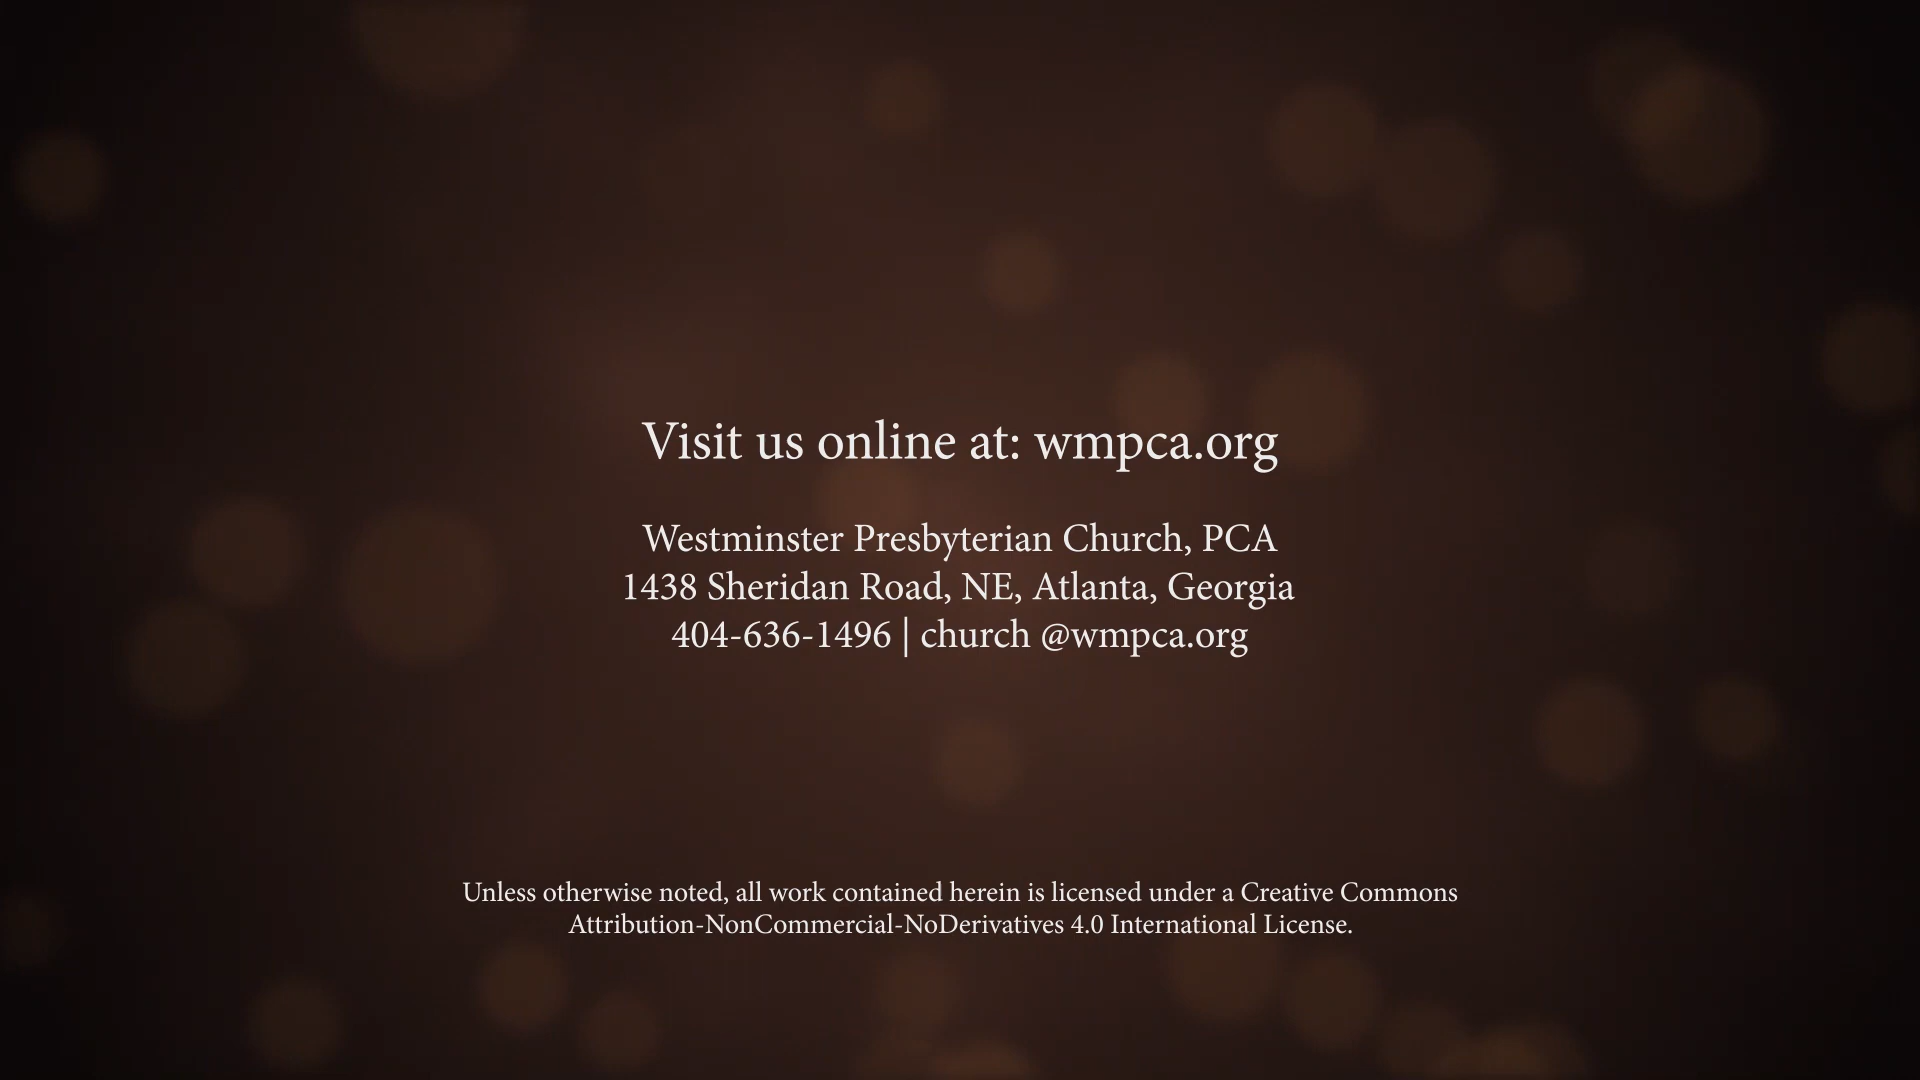 Visit us online at: wmpca.org
Westminster Presbyterian Church, PCA
1438 Sheridan Road, NE, Atlanta, Georgia
404-636-1496 | church @wmpca.org
Unless otherwise noted, all work contained herein is licensed under a Creative Commons
Attribution-NonCommercial-NoDerivatives 4.0 International License.